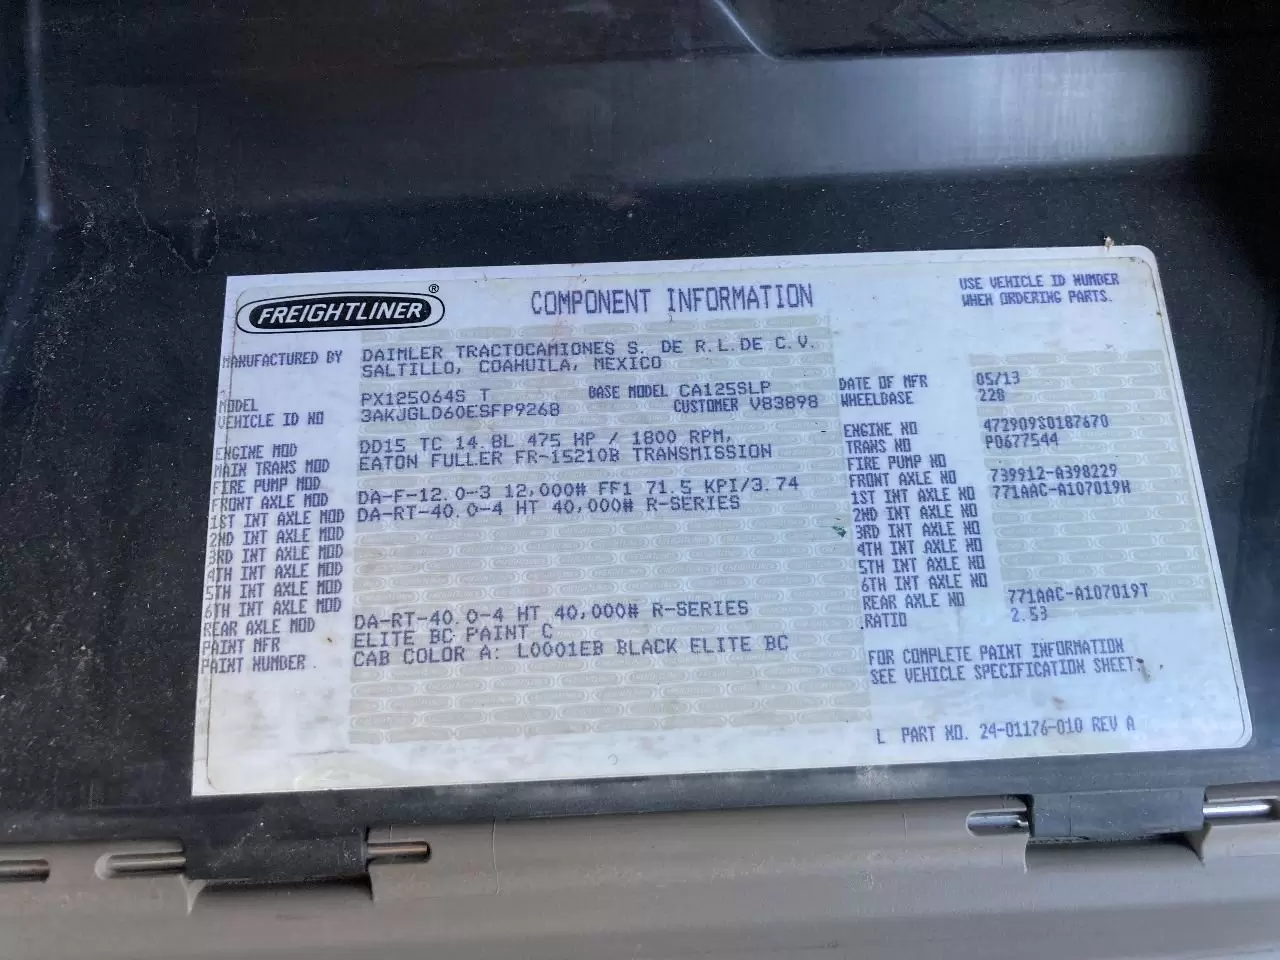 FREIGHTLINER®
COMPONENT INFORMATION
USE VEHICLE ID NUMBER
WHEN ORDERING PARTS.
MANUFACTURED BY DAIMLER TRACTOCAMIONES S. DE R.L.DE C.V.
SALTILLO, COAHUILA, MEXICO
MODEL PX125064S T BASE MODEL CA125SLP DATE OF MFR 05/13
VEHICLE ID NO 3AKJGLD60ESFP9268 CUSTOMER V83898 WHEELBASE 228
ENGINE MOD DD15 TC 14.8L 475 HP / 1800 RPM, ENGINE NO 472909S0187670
MAIN TRANS MOD EATON FULLER FR-15210B TRANSMISSION TRANS NO P0677544
FIRE PUMP MOD FIRE PUMP NO
FRONT AXLE MOD DA-F-12.0-3 12,000# FF1 71.5 KPI/3.74 FRONT AXLE NO 739912-A398229
1ST INT AXLE MOD DA-RT-40.0-4 HT 40,000# R-SERIES 1ST INT AXLE NO 771AAC-A107019H
2ND INT AXLE MOD 2ND INT AXLE NO
3RD INT AXLE MOD 3RD INT AXLE NO
4TH INT AXLE MOD 4TH INT AXLE NO
5TH INT AXLE MOD 5TH INT AXLE NO
6TH INT AXLE MOD 6TH INT AXLE NO
REAR AXLE MOD DA-RT-40.0-4 HT 40,000# R-SERIES REAR AXLE NO 771AAC-A107019T
PAINT MFR ELITE BC PAINT C RATIO 2.53
PAINT NUMBER CAB COLOR A: L0001EB BLACK ELITE BC
FOR COMPLETE PAINT INFORMATION
SEE VEHICLE SPECIFICATION SHEET.
L PART NO. 24-01176-010 REV A